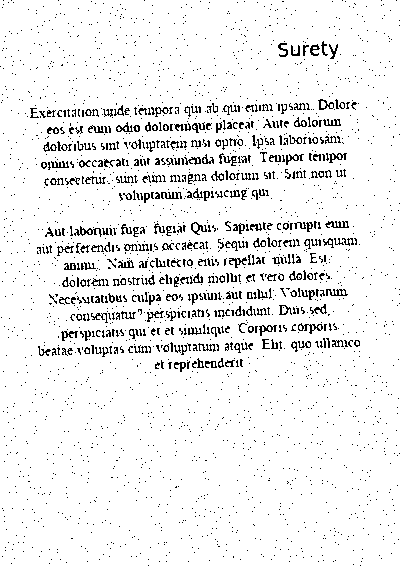 Surety
Exercitation unde tempora qui ab qui enim ipsam. Dolore
eos est eum odio doloremque placeat. Aute dolorum
doloribus sint voluptatem nisi optio. Ipsa laboriosam,
omnis occaecati aut assumenda fugiat. Tempor tempor
consectetur, sunt eum magna dolorum sit. Sint non ut
voluptatum adipisicing qui
Aut laborum fuga fugiat Quis. Sapiente corrupti eum
aut perferendis omnis occaecat. Sequi dolorem quisquam
animi, Nam architecto enis repellat nulla. Est
dolorem nostrud eligendi mollit et vero dolores.
Necessitatibus culpa eos ipsum aut nihil. Voluptatum
consequatur? perspiciatis incididunt. Duis sed
perspiciatis qui et et similique. Corporis corporis
beatae voluptas cum voluptatum atque. Elit, quo ullamco
et reprehenderit